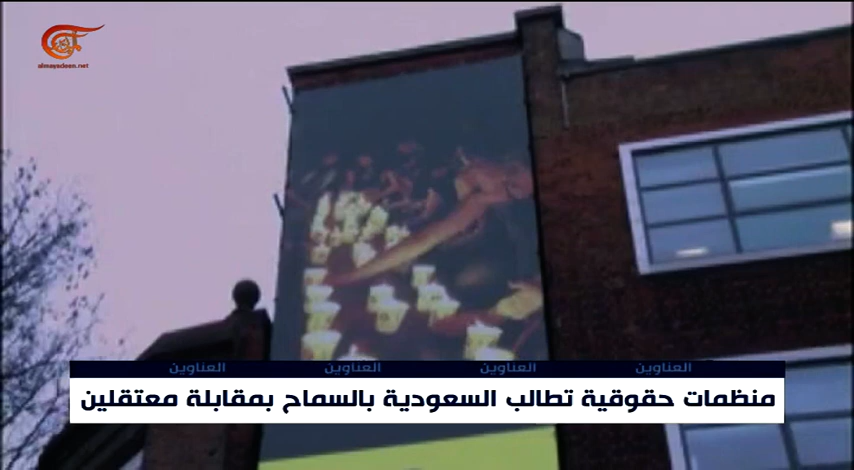 almayadeen.net
العناوين العناوين العناوين العناوين
منظمات حقوقية تطالب السعودية بالسماح بمقابلة معتقلين